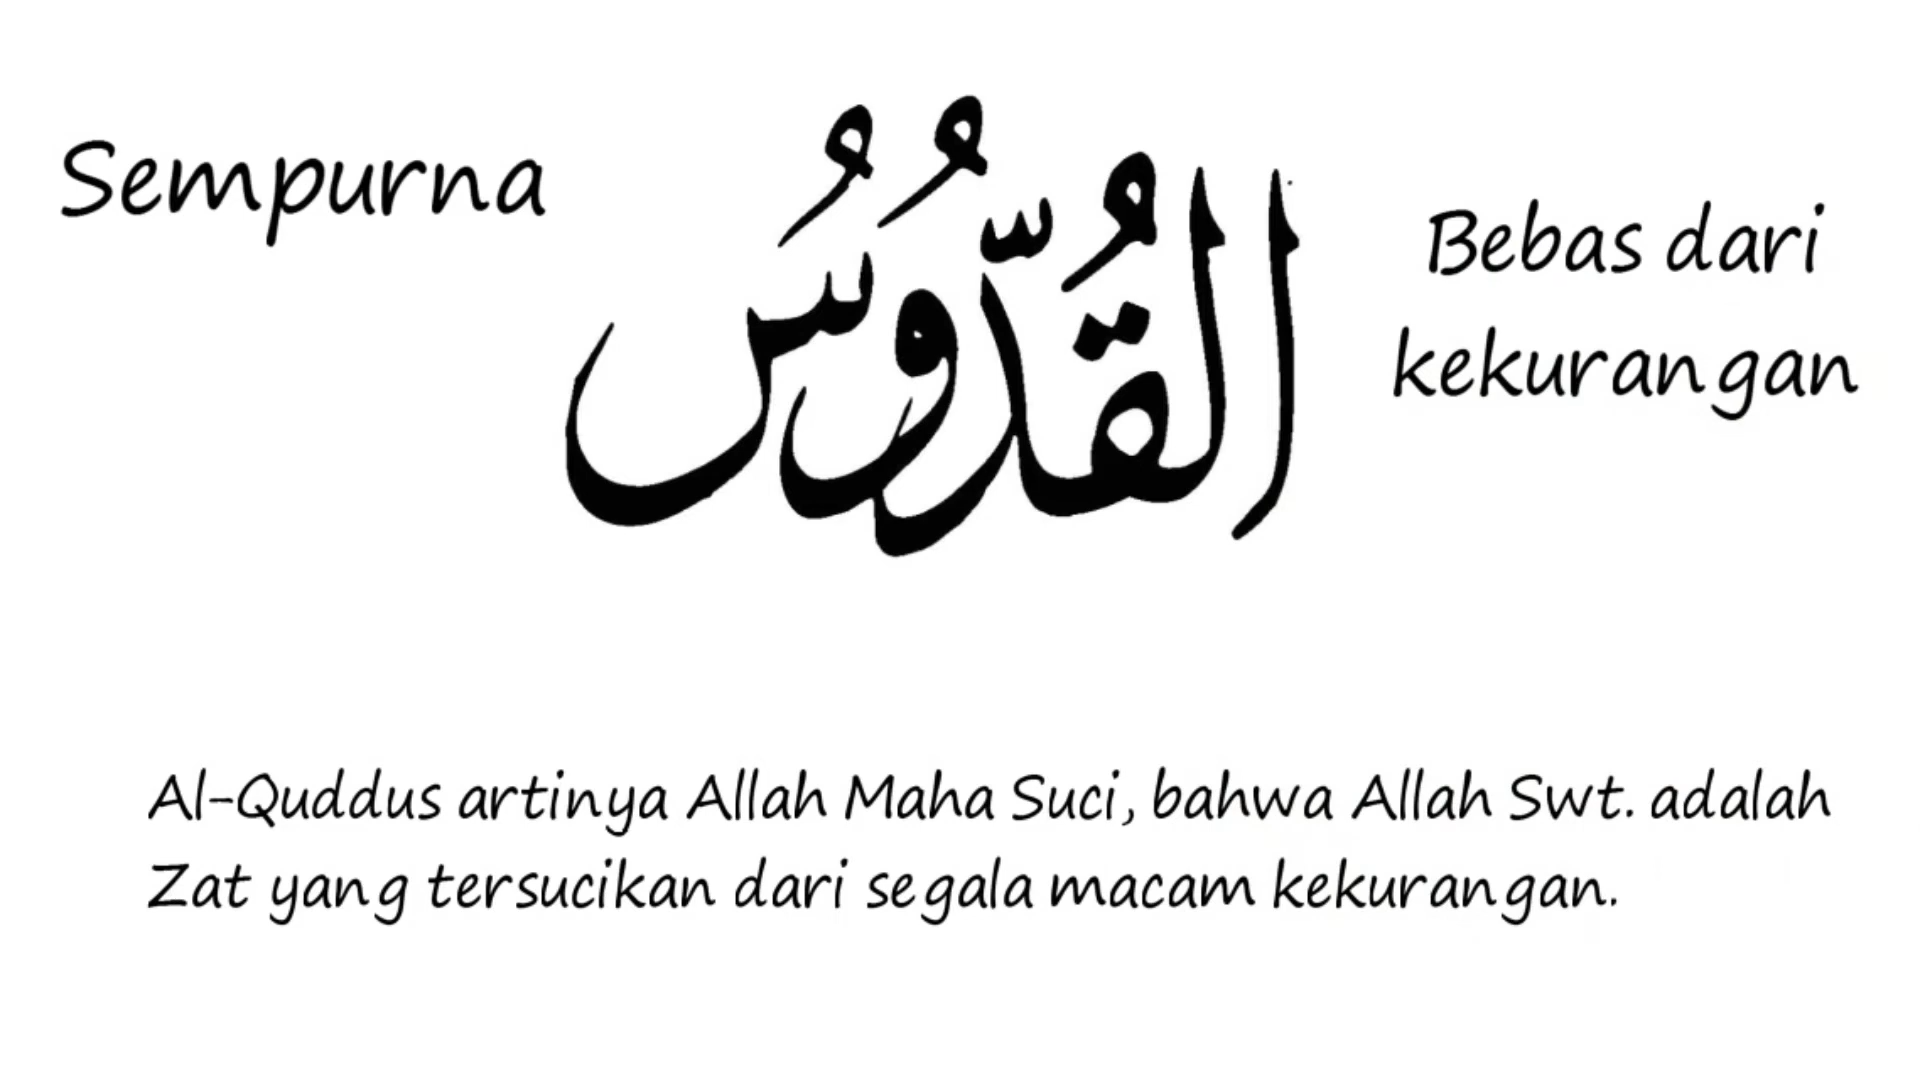 Sempurna
الْقُدُّوسُ
Bebas dari
kekurangan
Al-Quddus artinya Allah Maha Suci, bahwa Allah Swt. adalah
Zat yang tersucikan dari segala macam kekurangan.